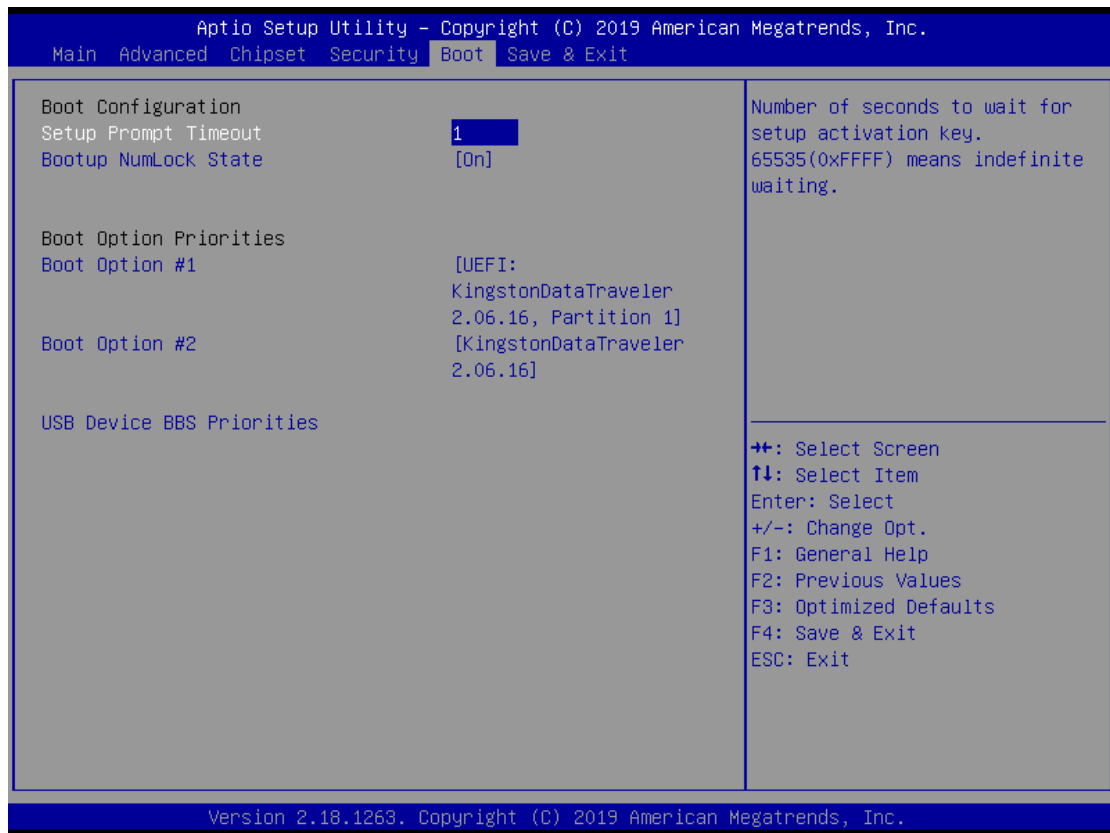 Aptio Setup Utility – Copyright (C) 2019 American Megatrends, Inc.
Main Advanced Chipset Security Boot Save & Exit
Boot Configuration
Setup Prompt Timeout 1
Bootup NumLock State [On]
Boot Option Priorities
Boot Option #1 [UEFI:
KingstonDataTraveler
2.06.16, Partition 1]
Boot Option #2 [KingstonDataTraveler
2.06.16]
USB Device BBS Priorities
Number of seconds to wait for
setup activation key.
65535(0xFFFF) means indefinite
waiting.
→←: Select Screen
↑↓: Select Item
Enter: Select
+/-: Change Opt.
F1: General Help
F2: Previous Values
F3: Optimized Defaults
F4: Save & Exit
ESC: Exit
Version 2.18.1263. Copyright (C) 2019 American Megatrends, Inc.